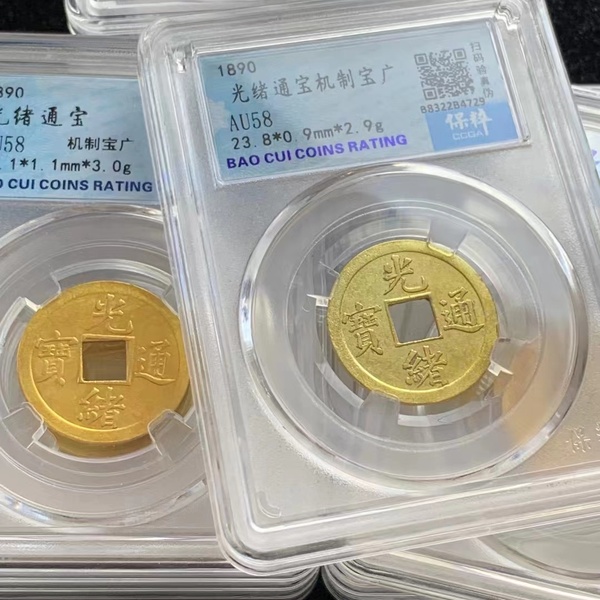 890
光绪通宝
U58 机制宝广
.1*1.1mm*3.0g
AO CUI COINS RATING
光
寶 通
緒
1890
光绪通宝机制宝广
AU58
23.8*0.9mm*2.9g
BAO CUI COINS RATING
扫码验真伪
BB322B4729
保粹
CCGA
光
寶 通
緒